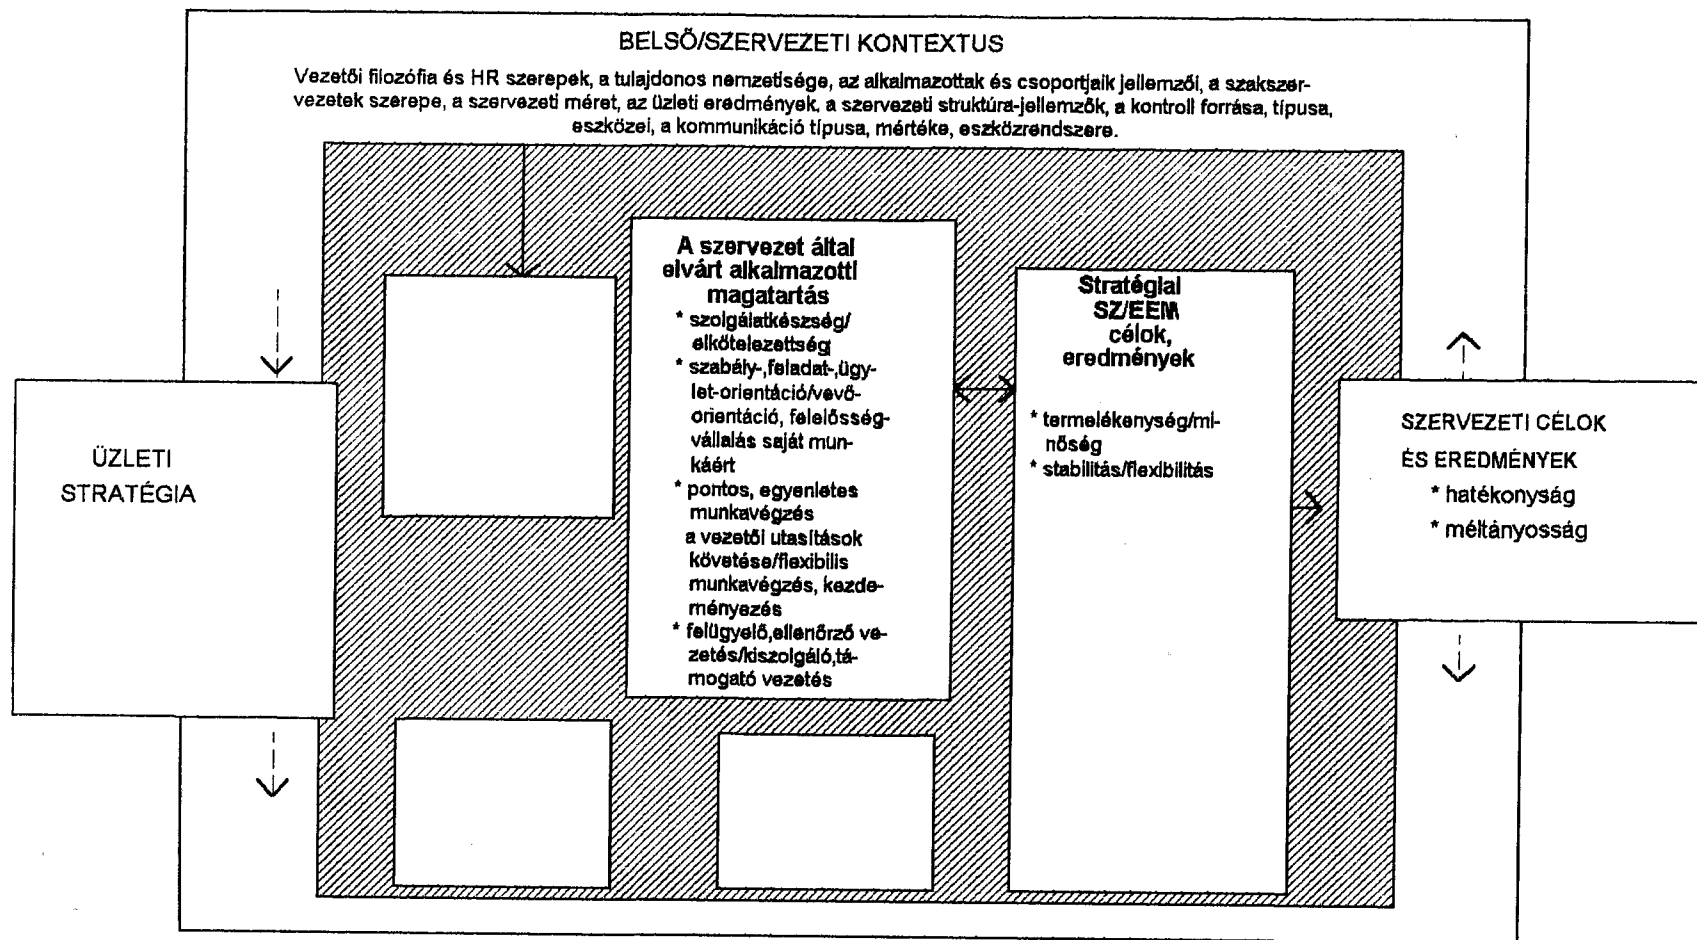 BELSŐ/SZERVEZETI KONTEXTUS
Vezetői filozófia és HR szerepek, a tulajdonos nemzetisége, az alkalmazottak és csoportjaik jellemzői, a szakszer-
vezetek szerepe, a szervezeti méret, az üzleti eredmények, a szervezeti struktúra-jellemzők, a kontroll forrása, típusa,
eszközei, a kommunikáció típusa, mértéke, eszközrendszere.
ÜZLETI
STRATÉGIA
A szervezet által
elvárt alkalmazotti
magatartás
* szolgálatkészség/
elkötelezettség
* szabály-,feladat-,ügy-
let-orientáció/vevő-
orientáció, felelősség-
vállalás saját mun-
káért
* pontos, egyenletes
munkavégzés
a vezetői utasítások
követése/flexibilis
munkavégzés, kezde-
ményezés
* felügyelő,ellenőrző ve-
zetés/kiszolgáló,tá-
mogató vezetés
Stratégiai
SZ/EEM
célok,
eredmények
* termelékenység/mi-
nőség
* stabilitás/flexibilitás
SZERVEZETI CÉLOK
ÉS EREDMÉNYEK
* hatékonyság
* méltányosság